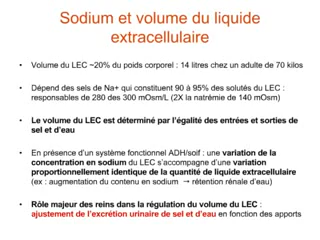 Sodium et volume du liquide
extracellulaire
• Volume du LEC ~20% du poids corporel : 14 litres chez un adulte de 70 kilos
• Dépend des sels de Na+ qui constituent 90 à 95% des solutés du LEC :
responsables de 280 des 300 mOsm/L (2X la natrémie de 140 mOsm)
• Le volume du LEC est déterminé par l'égalité des entrées et sorties de
sel et d'eau
• En présence d'un système fonctionnel ADH/soif : une variation de la
concentration en sodium du LEC s'accompagne d'une variation
proportionnellement identique de la quantité de liquide extracellulaire
(ex : augmentation du contenu en sodium → rétention rénale d'eau)
• Rôle majeur des reins dans la régulation du volume du LEC :
ajustement de l'excrétion urinaire de sel et d'eau en fonction des apports